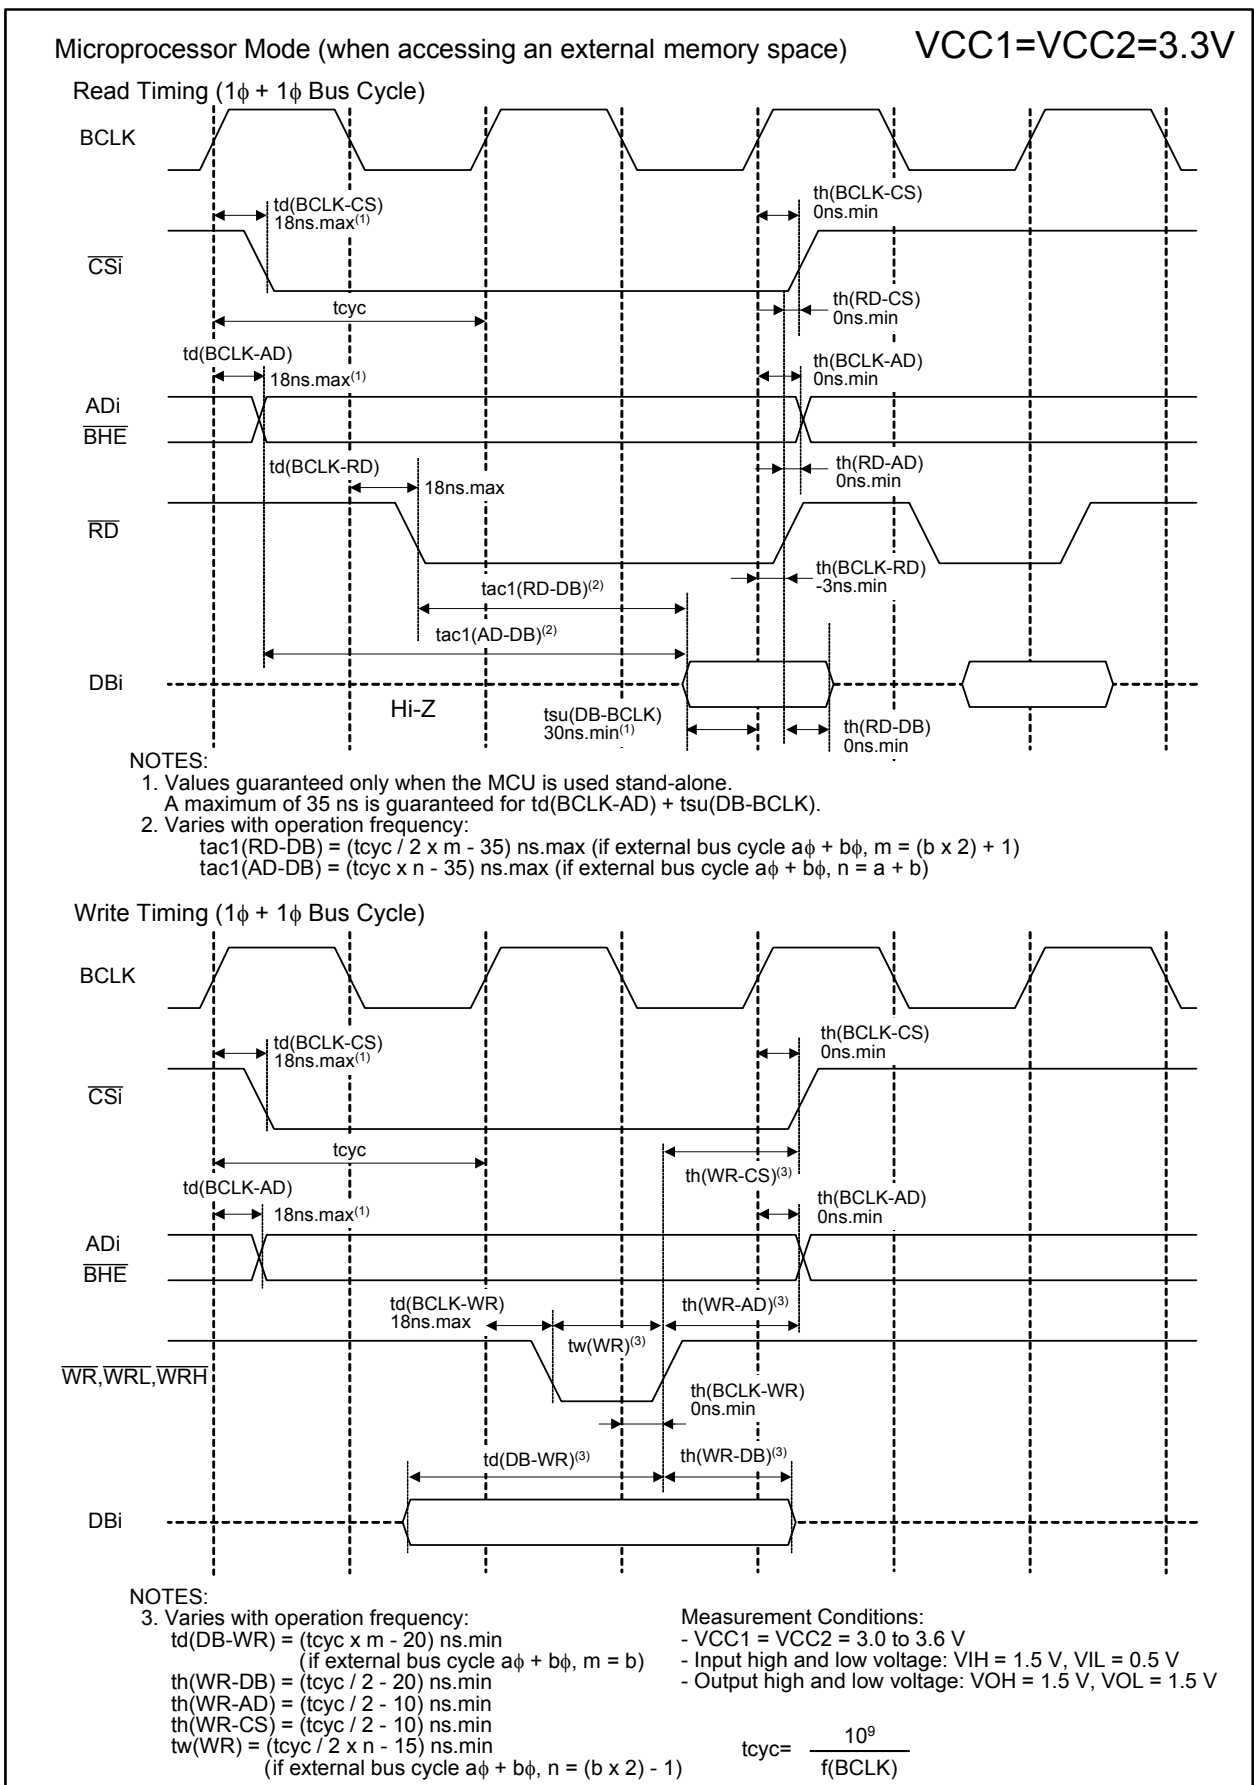 Microprocessor Mode (when accessing an external memory space)
VCC1=VCC2=3.3V
Read Timing (1ϕ + 1ϕ Bus Cycle)
BCLK
td(BCLK-CS)
18ns.max(1)
th(BCLK-CS)
0ns.min
CSi
th(RD-CS)
0ns.min
tcyc
td(BCLK-AD)
18ns.max(1)
th(BCLK-AD)
0ns.min
ADi
BHE
td(BCLK-RD)
18ns.max
th(RD-AD)
0ns.min
RD
th(BCLK-RD)
-3ns.min
tac1(RD-DB)(2)
tac1(AD-DB)(2)
DBi
Hi-Z
tsu(DB-BCLK)
30ns.min(1)
th(RD-DB)
0ns.min
NOTES:
1. Values guaranteed only when the MCU is used stand-alone.
A maximum of 35 ns is guaranteed for td(BCLK-AD) + tsu(DB-BCLK).
2. Varies with operation frequency:
tac1(RD-DB) = (tcyc / 2 x m - 35) ns.max (if external bus cycle aϕ + bϕ, m = (b x 2) + 1)
tac1(AD-DB) = (tcyc x n - 35) ns.max (if external bus cycle aϕ + bϕ, n = a + b)
Write Timing (1ϕ + 1ϕ Bus Cycle)
BCLK
td(BCLK-CS)
18ns.max(1)
th(BCLK-CS)
0ns.min
CSi
tcyc
th(WR-CS)(3)
td(BCLK-AD)
18ns.max(1)
th(BCLK-AD)
0ns.min
ADi
BHE
td(BCLK-WR)
18ns.max
th(WR-AD)(3)
tw(WR)(3)
WR,WRL,WRH
th(BCLK-WR)
0ns.min
td(DB-WR)(3)
th(WR-DB)(3)
DBi
NOTES:
3. Varies with operation frequency:
td(DB-WR) = (tcyc x m - 20) ns.min
(if external bus cycle aϕ + bϕ, m = b)
th(WR-DB) = (tcyc / 2 - 20) ns.min
th(WR-AD) = (tcyc / 2 - 10) ns.min
th(WR-CS) = (tcyc / 2 - 10) ns.min
tw(WR) = (tcyc / 2 x n - 15) ns.min
(if external bus cycle aϕ + bϕ, n = (b x 2) - 1)
Measurement Conditions:
- VCC1 = VCC2 = 3.0 to 3.6 V
- Input high and low voltage: VIH = 1.5 V, VIL = 0.5 V
- Output high and low voltage: VOH = 1.5 V, VOL = 1.5 V
tcyc=
10⁹
f(BCLK)